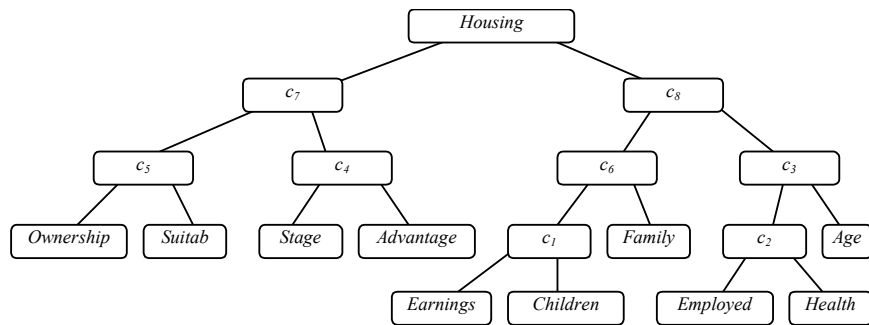 Housing
c₇ c₈
c₅ c₄ c₆ c₃
Ownership Suitab Stage Advantage c₁ Family c₂ Age
Earnings Children Employed Health